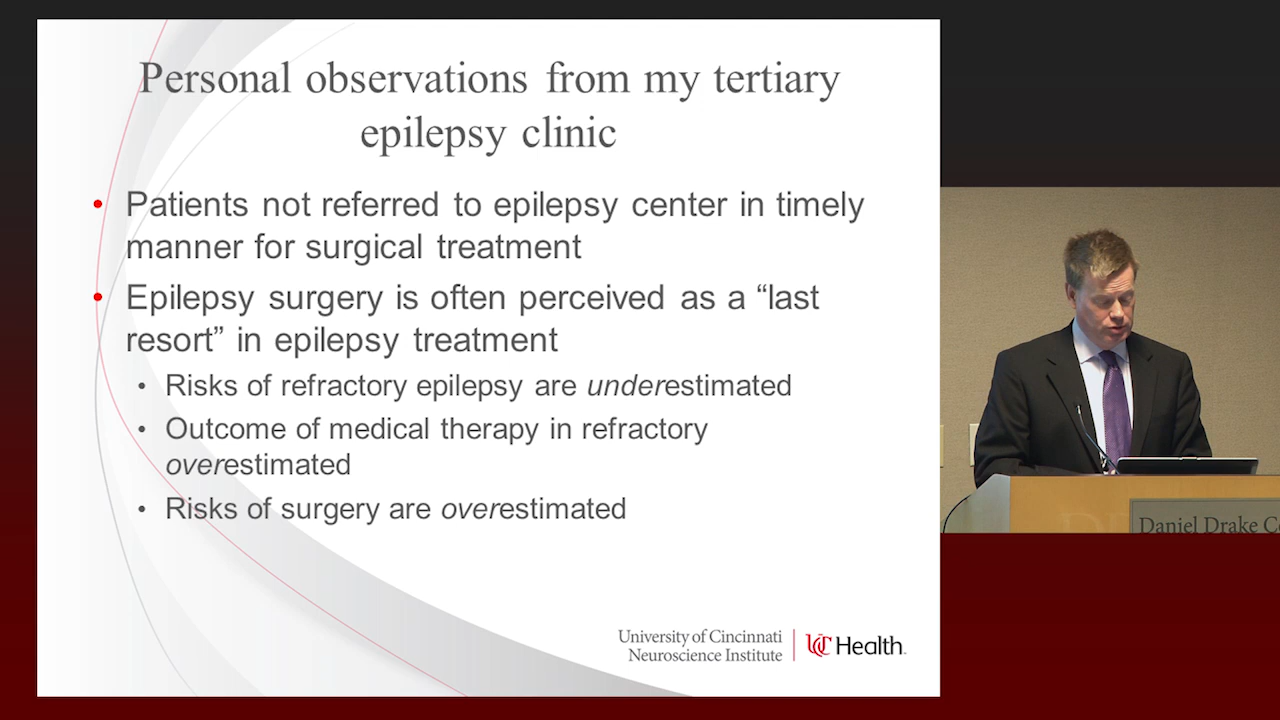 Personal observations from my tertiary
epilepsy clinic
• Patients not referred to epilepsy center in timely
manner for surgical treatment
• Epilepsy surgery is often perceived as a “last
resort” in epilepsy treatment
• Risks of refractory epilepsy are underestimated
• Outcome of medical therapy in refractory
overestimated
• Risks of surgery are overestimated
University of Cincinnati
Neuroscience Institute
UC Health
Daniel Drake